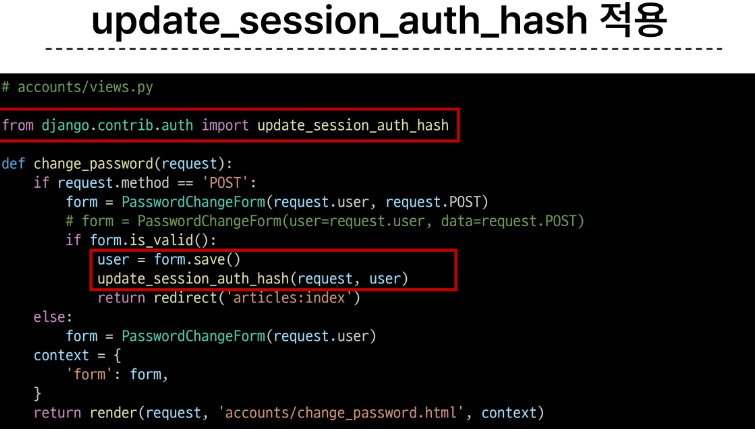 update_session_auth_hash 적용
# accounts/views.py
from django.contrib.auth import update_session_auth_hash
def change_password(request):
    if request.method == 'POST':
        form = PasswordChangeForm(request.user, request.POST)
        # form = PasswordChangeForm(user=request.user, data=request.POST)
        if form.is_valid():
            user = form.save()
            update_session_auth_hash(request, user)
            return redirect('articles:index')
    else:
        form = PasswordChangeForm(request.user)
    context = {
        'form': form,
    }
    return render(request, 'accounts/change_password.html', context)